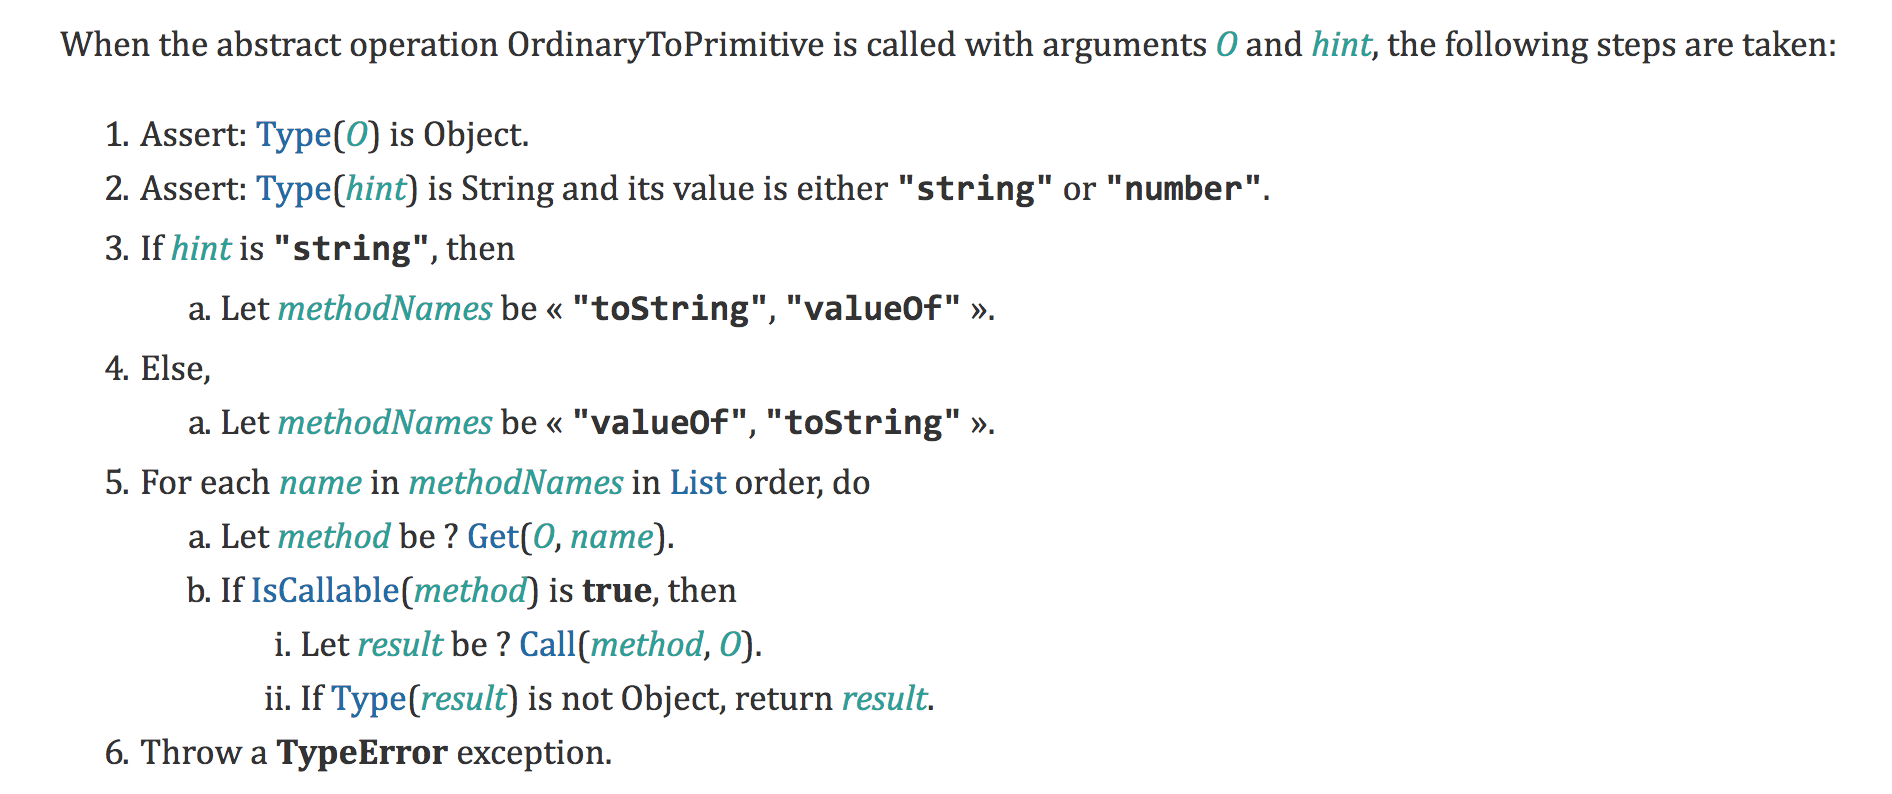 When the abstract operation OrdinaryToPrimitive is called with arguments O and hint, the following steps are taken:
1. Assert: Type(O) is Object.
2. Assert: Type(hint) is String and its value is either "string" or "number".
3. If hint is "string", then
a. Let methodNames be « "toString", "valueOf" ».
4. Else,
a. Let methodNames be « "valueOf", "toString" ».
5. For each name in methodNames in List order, do
a. Let method be ? Get(O, name).
b. If IsCallable(method) is true, then
i. Let result be ? Call(method, O).
ii. If Type(result) is not Object, return result.
6. Throw a TypeError exception.